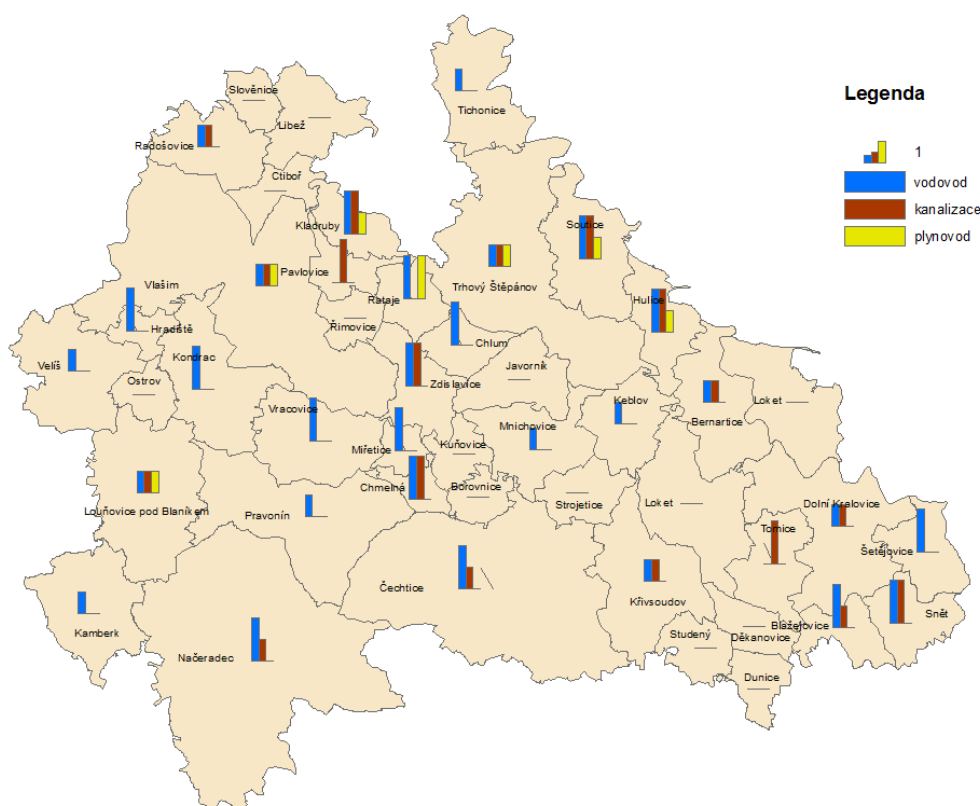 Slověnice
Tichonice
Legenda
Libež
Radošovice
1
Ctiboř
vodovod
kanalizace
Kladruby
Soutice
plynovod
Pavlovice
Vlašim
Trhový Štěpánov
Rataje
Hulice
Hradiště
Římovice
Chlum
Kondrac
Velíš
Javorník
Ostrov
Zdislavice
Keblov
Loket
Vracovice
Bernartice
Miřetice
Mnichovice
Kuňovice
Chmelná
Borovnice
Louňovice pod Blaníkem
Pravonín
Strojetice
Loket
Dolní Kralovice
Tomice
Šetějovice
Čechtice
Křivsoudov
Kamberk
Snět
Blažejovice
Studený
Děkanovice
Načeradec
Dunice